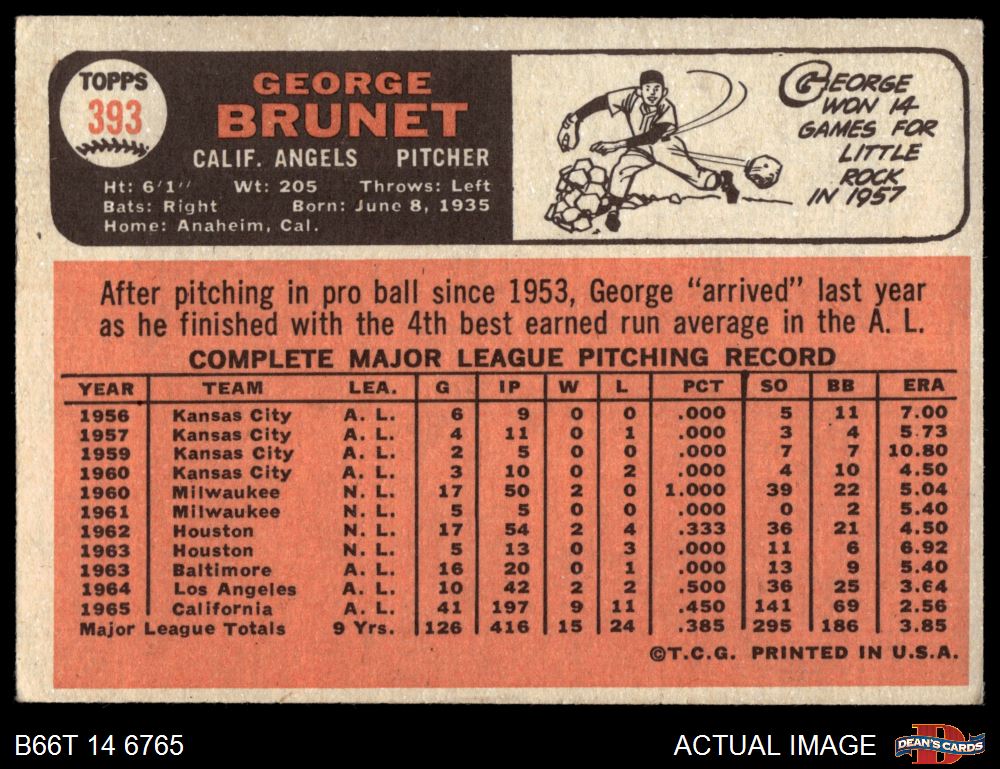 TOPPS
393
GEORGE
BRUNET
CALIF. ANGELS PITCHER
Ht: 6'1" Wt: 205 Throws: Left
Bats: Right Born: June 8, 1935
Home: Anaheim, Cal.
GEORGE
WON 14
GAMES FOR
LITTLE
ROCK
IN 1957
After pitching in pro ball since 1953, George "arrived" last year
as he finished with the 4th best earned run average in the A. L.
COMPLETE MAJOR LEAGUE PITCHING RECORD
YEAR TEAM LEA. G IP W L PCT SO BB ERA
1956 Kansas City A. L. 6 9 0 0 .000 5 11 7.00
1957 Kansas City A. L. 4 11 0 1 .000 3 4 5.73
1959 Kansas City A. L. 2 5 0 0 .000 7 7 10.80
1960 Kansas City A. L. 3 10 0 2 .000 4 10 4.50
1960 Milwaukee N. L. 17 50 2 0 1.000 39 22 5.04
1961 Milwaukee N. L. 5 5 0 0 .000 0 2 5.40
1962 Houston N. L. 17 54 2 4 .333 36 21 4.50
1963 Houston N. L. 5 13 0 3 .000 11 6 6.92
1963 Baltimore A. L. 16 20 0 1 .000 13 9 5.40
1964 Los Angeles A. L. 10 42 2 2 .500 36 25 3.64
1965 California A. L. 41 197 9 11 .450 141 69 2.56
Major League Totals 9 Yrs. 126 416 15 24 .385 295 186 3.85
©T.C.G. PRINTED IN U.S.A.
B66T 14 6765
ACTUAL IMAGE
D
DEAN'S CARDS